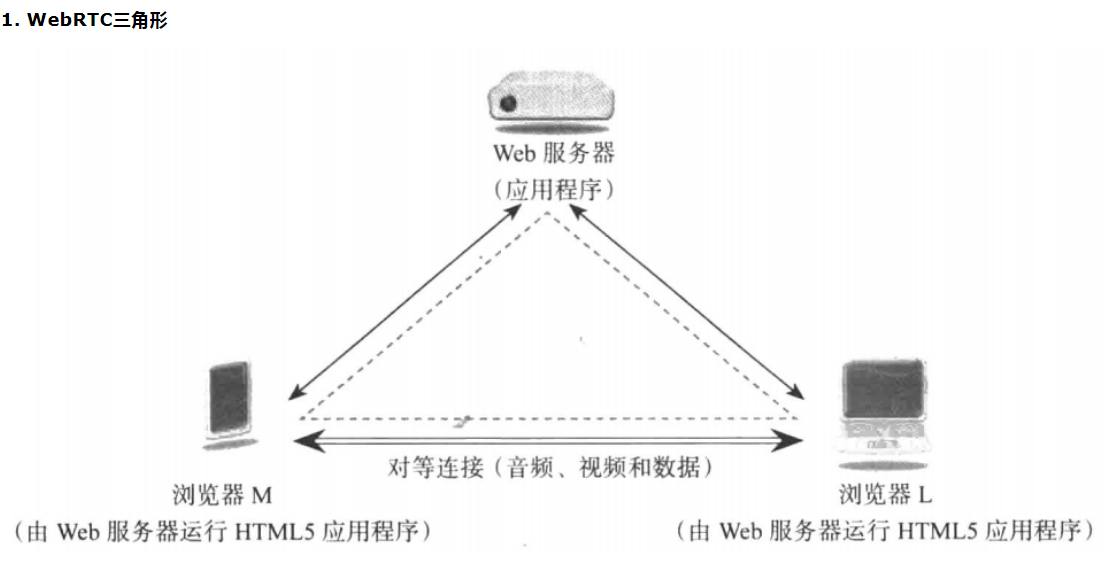 1. WebRTC三角形
Web 服务器
（应用程序）
对等连接（音频、视频和数据）
浏览器 M
（由 Web 服务器运行 HTML5 应用程序）
浏览器 L
（由 Web 服务器运行 HTML5 应用程序）